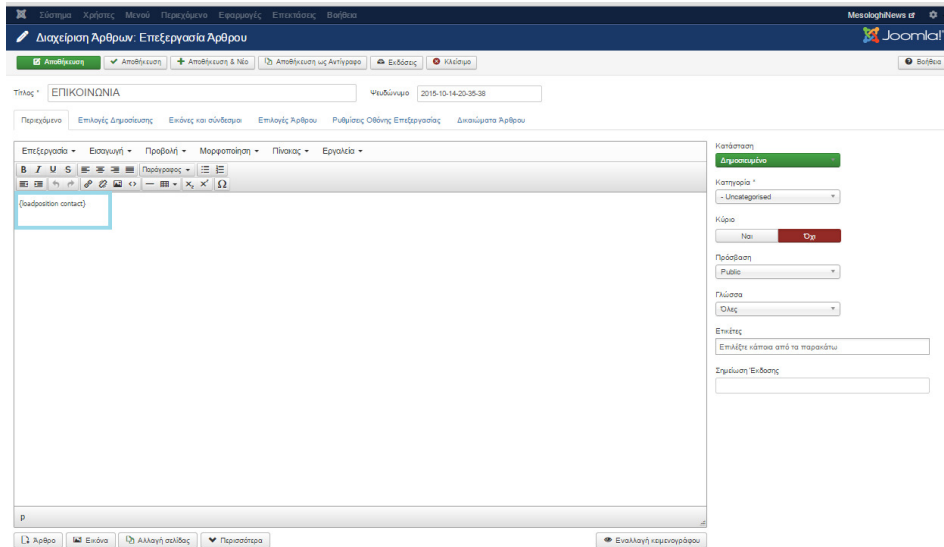 Σύστημα Χρήστες Μενού Περιεχόμενο Εφαρμογές Επεκτάσεις Βοήθεια MesologhiNews
Διαχείριση Άρθρων: Επεξεργασία Άρθρου Joomla!
Αποθήκευση Αποθήκευση Αποθήκευση & Νέο Αποθήκευση ως Αντίγραφο Εκδόσεις Κλείσιμο Βοήθεια
Τίτλος * ΕΠΙΚΟΙΝΩΝΙΑ Ψευδώνυμο 2015-10-14-20-35-38
Περιεχόμενο Επιλογές Δημοσίευσης Εικόνες και σύνδεσμοι Επιλογές Άρθρου Ρυθμίσεις Οθόνης Επεξεργασίας Δικαιώματα Άρθρου
Επεξεργασία Εισαγωγή Προβολή Μορφοποίηση Πίνακας Εργαλεία
B I U S Παράγραφος
x₂ x² Ω
{loadposition contact}
p
Άρθρο Εικόνα Αλλαγή σελίδας Περισσότερα Εναλλαγή κειμενογράφου
Κατάσταση
Δημοσιευμένο
Κατηγορία *
- Uncategorised
Κύριο
Ναι Όχι
Πρόσβαση
Public
Γλώσσα
Όλες
Ετικέτες
Επιλέξτε κάποια από τα παρακάτω
Σημείωση Έκδοσης